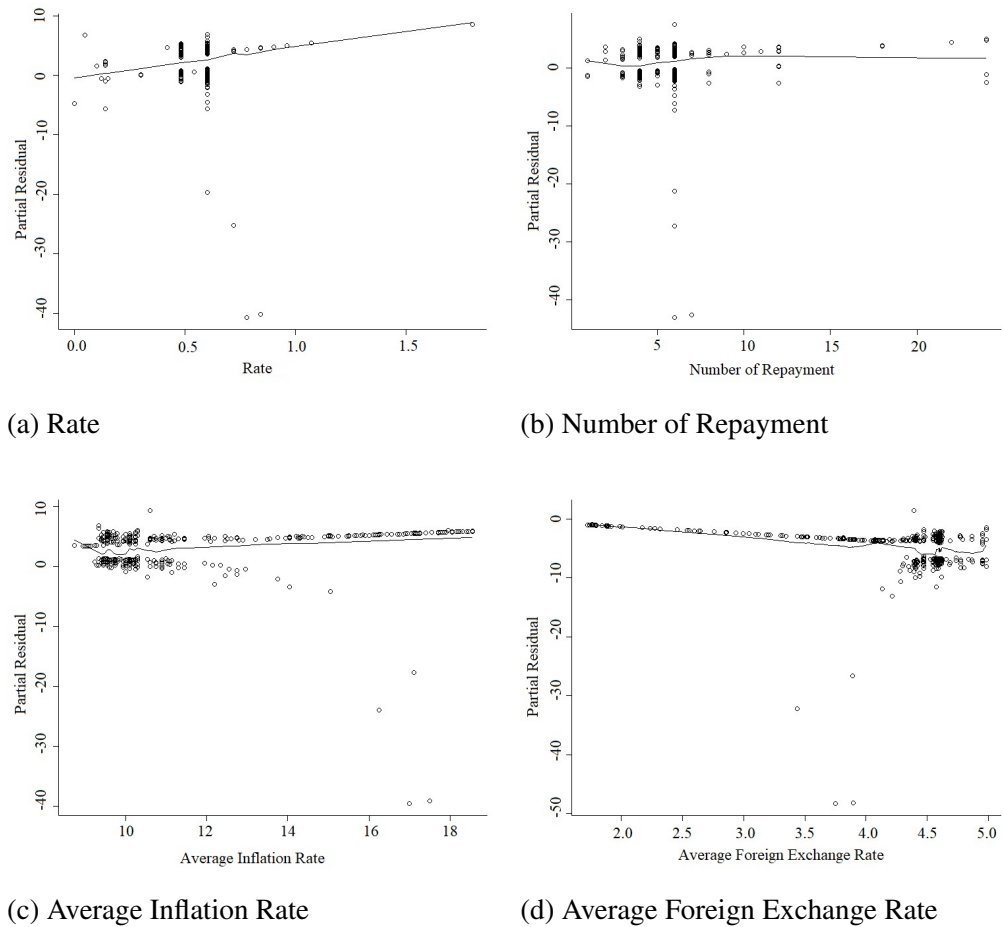 10
0
-10
-20
-30
-40
Partial Residual
0.0 0.5 1.0 1.5
Rate
(a) Rate
0
-10
-20
-30
-40
Partial Residual
5 10 15 20
Number of Repayment
(b) Number of Repayment
10
0
-10
-20
-30
-40
Partial Residual
10 12 14 16 18
Average Inflation Rate
(c) Average Inflation Rate
0
-10
-20
-30
-40
-50
Partial Residual
2.0 2.5 3.0 3.5 4.0 4.5 5.0
Average Foreign Exchange Rate
(d) Average Foreign Exchange Rate